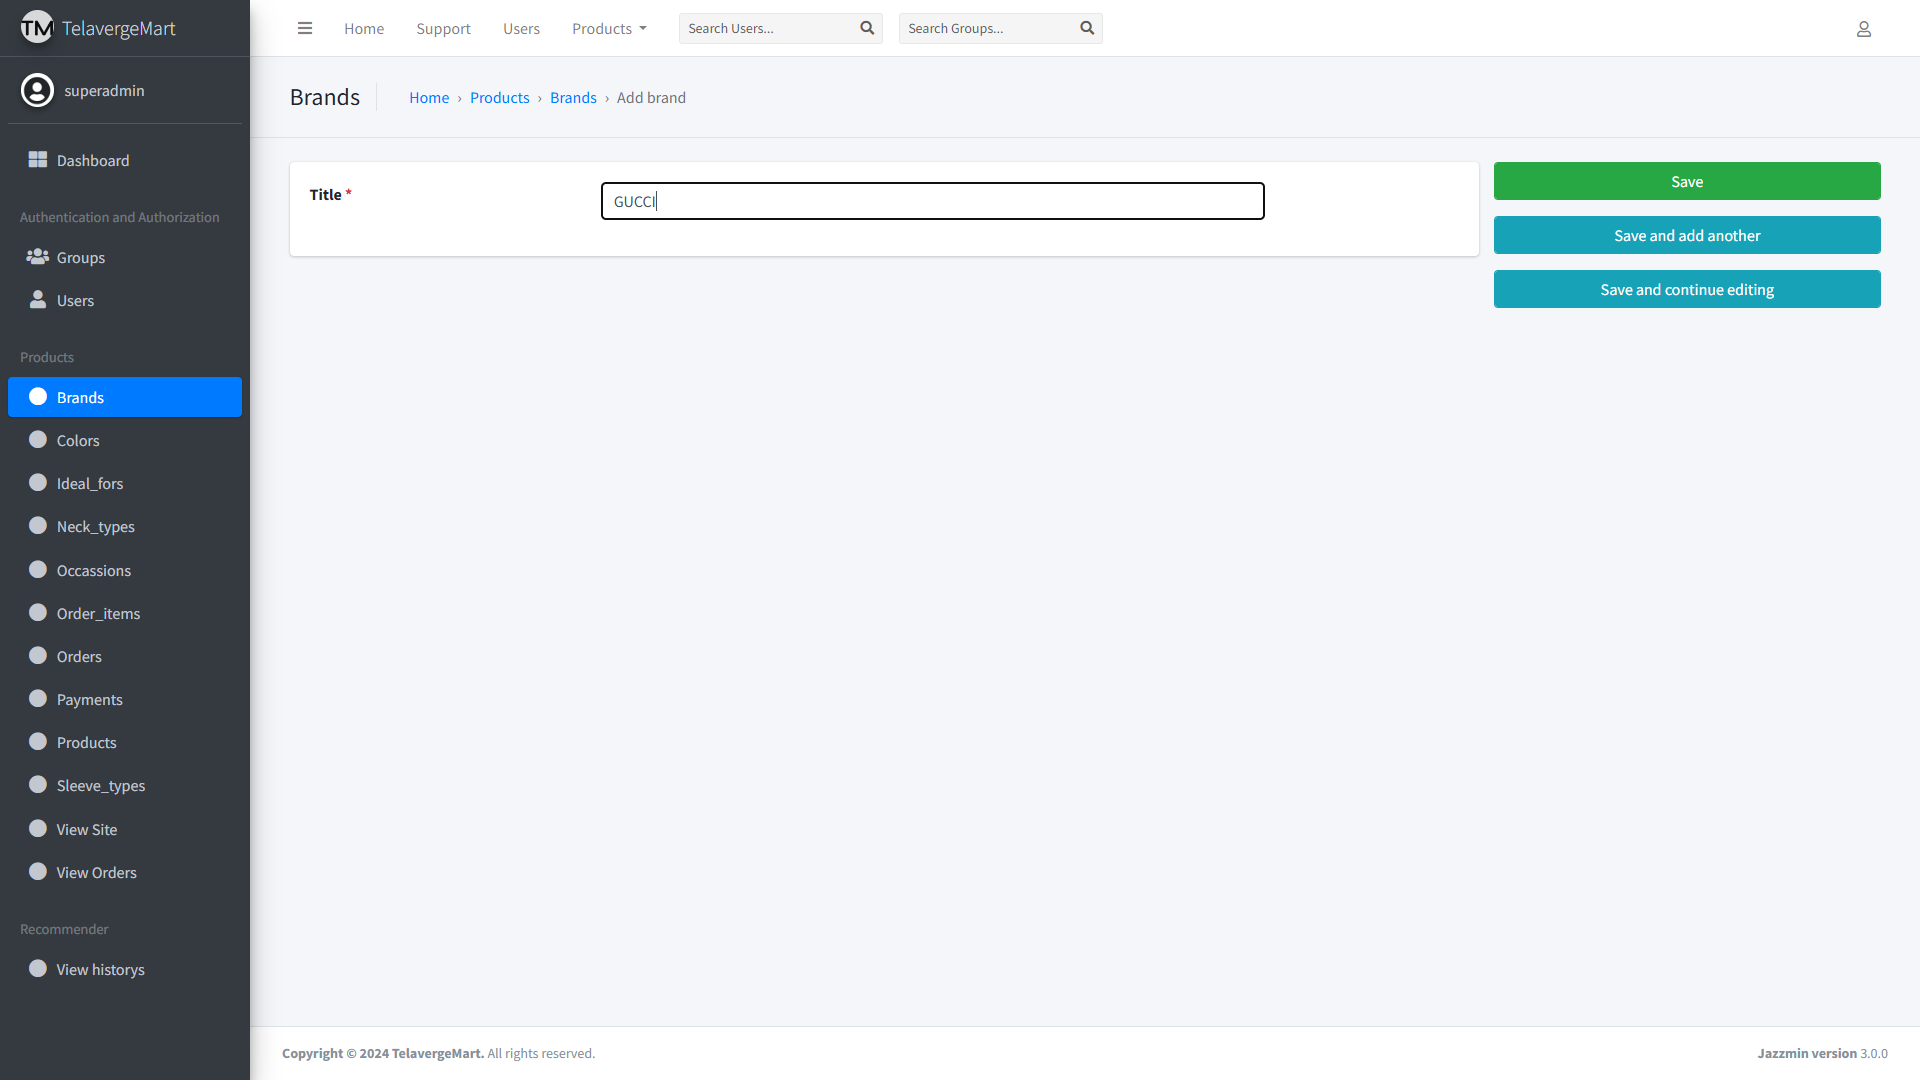 TM TelavergeMart
superadmin
Dashboard
Authentication and Authorization
Groups
Users
Products
Brands
Colors
Ideal_fors
Neck_types
Occassions
Order_items
Orders
Payments
Products
Sleeve_types
View Site
View Orders
Recommender
View historys
Home Support Users Products Search Users... Search Groups...
Brands Home › Products › Brands › Add brand
Title *
GUCCI
Save
Save and add another
Save and continue editing
Copyright © 2024 TelavergeMart. All rights reserved.
Jazzmin version 3.0.0